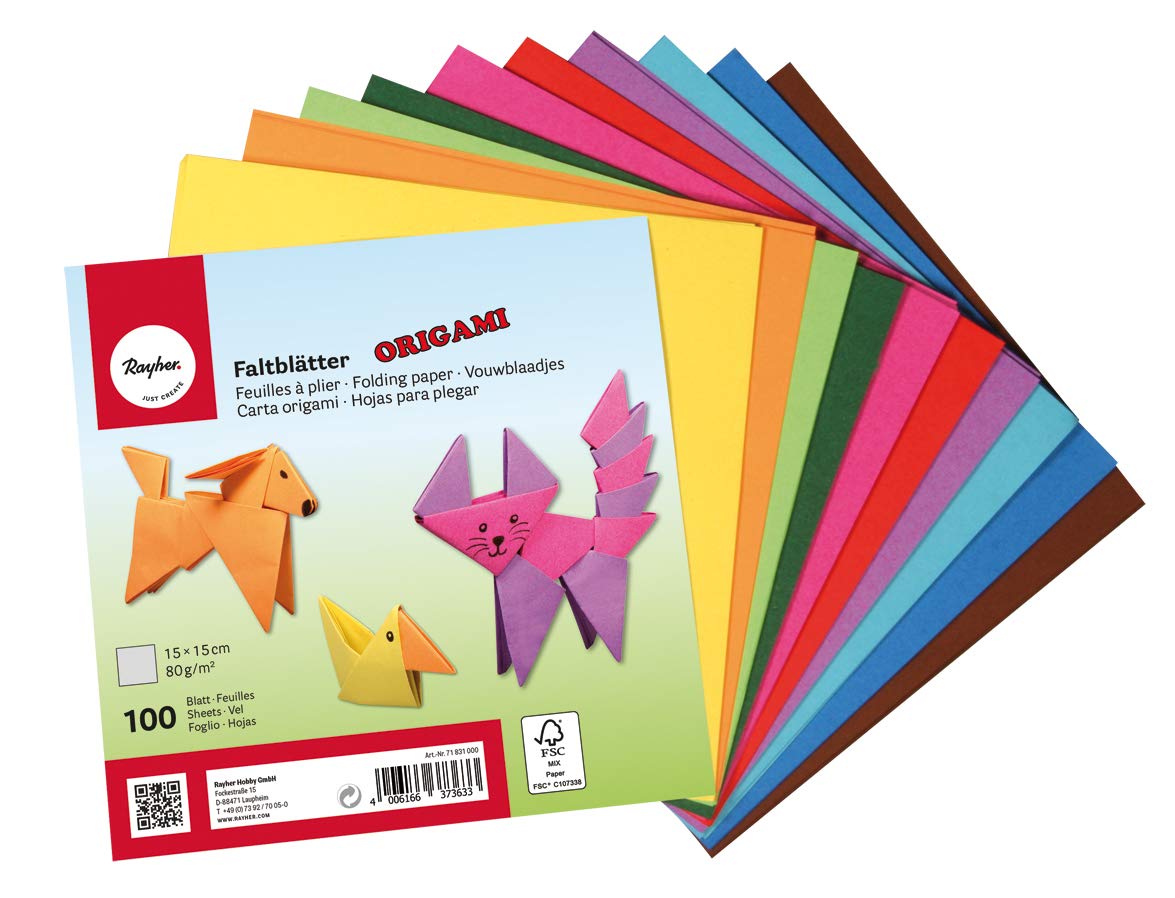 Rayher.
JUST CREATE
Faltblätter ORIGAMI
Feuilles à plier · Folding paper · Vouwblaadjes
Carta origami · Hojas para plegar
15 × 15 cm
80 g/m²
100 Blatt · Feuilles
Sheets · Vel
Foglio · Hojas
Art.-Nr. 71 831 000
Rayher Hobby GmbH
Fockestraße 15
D-88471 Laupheim
T +49 (0) 73 92 / 70 05-0
WWW.RAYHER.COM
4 006166 373633
FSC
MIX
Paper
FSC® C107338